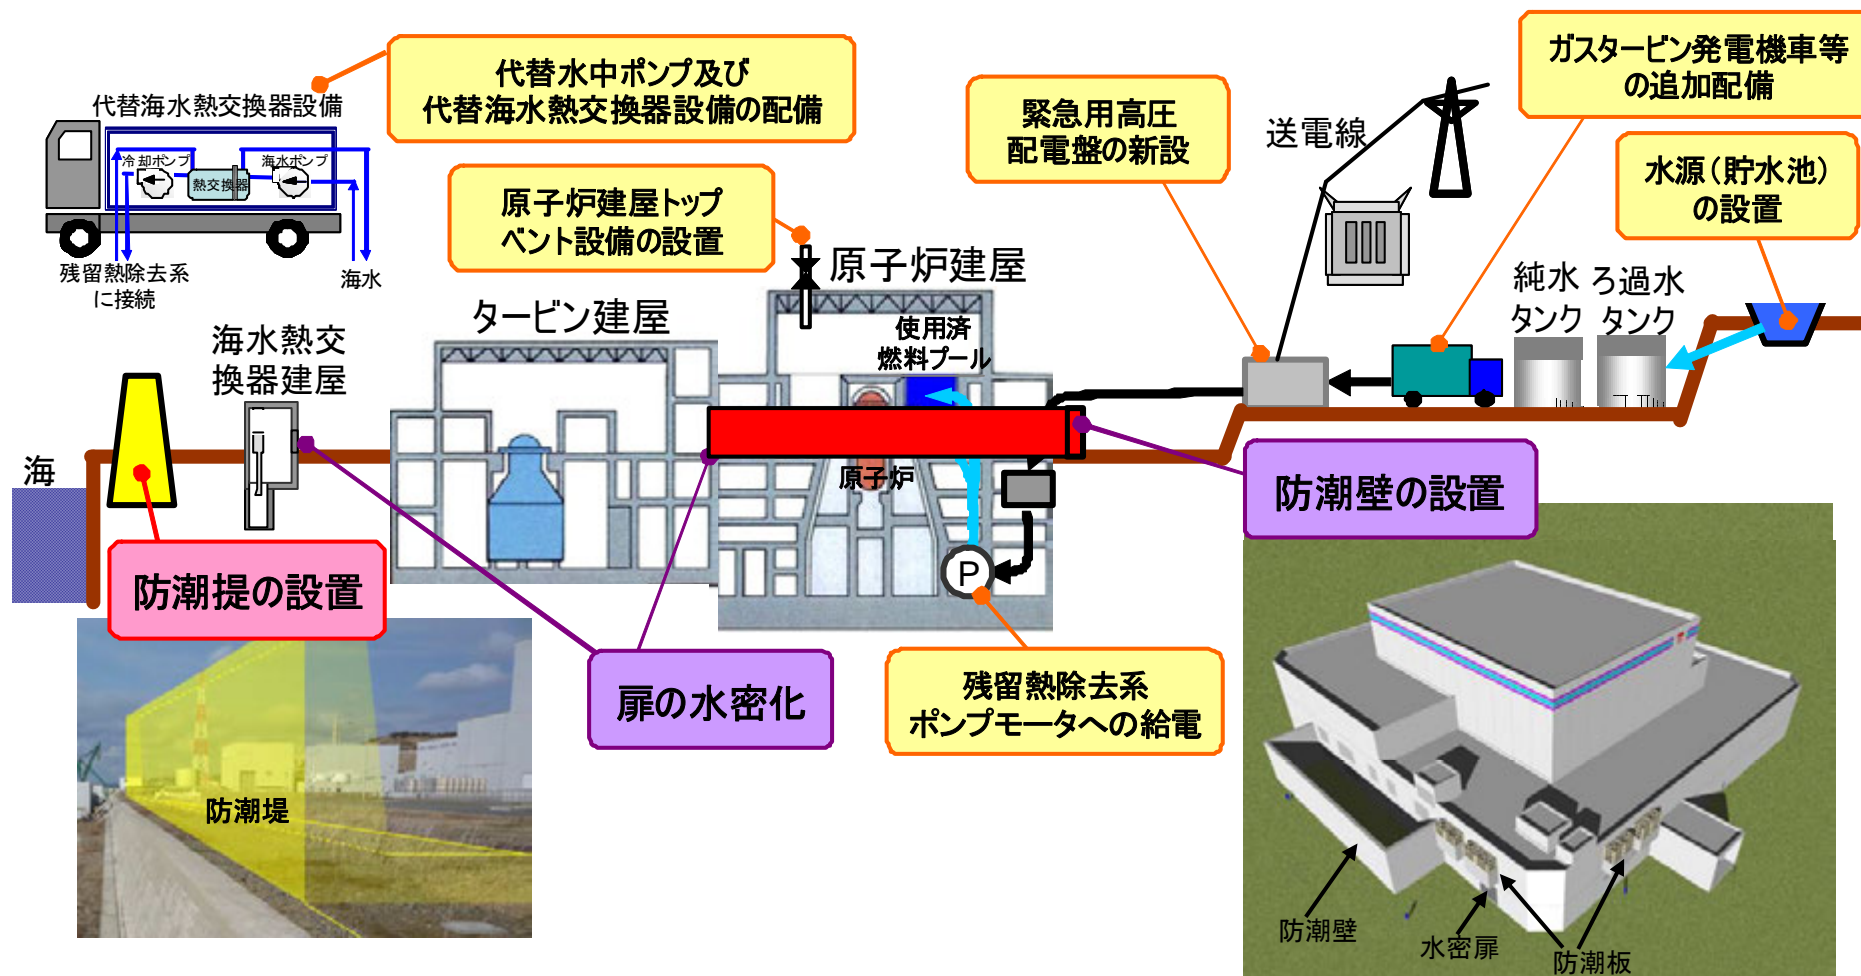 代替水中ポンプ及び
代替海水熱交換器設備の配備
ガスタービン発電機車等
の追加配備
代替海水熱交換器設備
緊急用高圧
配電盤の新設
送電線
冷却ポンプ
海水ポンプ
熱交換器
水源(貯水池)
の設置
原子炉建屋トップ
ベント設備の設置
残留熱除去系
に接続
海水
原子炉建屋
純水
タンク
ろ過水
タンク
タービン建屋
使用済
燃料プール
海水熱交
換器建屋
海
原子炉
防潮壁の設置
P
防潮提の設置
扉の水密化
残留熱除去系
ポンプモータへの給電
防潮堤
防潮壁
水密扉
防潮板